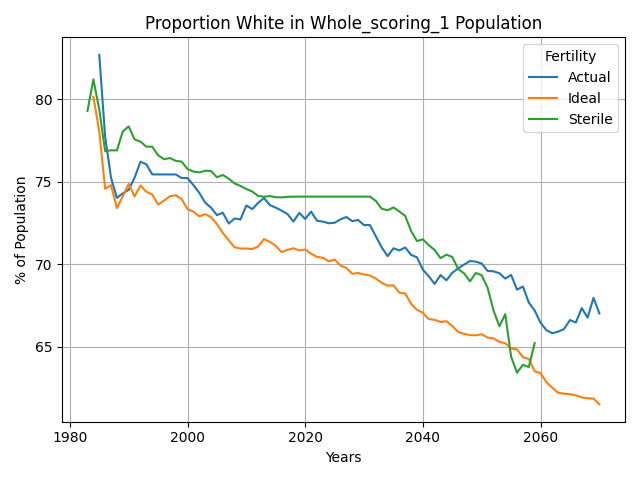 Proportion White in Whole_scoring_1 Population
Fertility
Actual
Ideal
Sterile
% of Population
80
75
70
65
1980
2000
2020
2040
2060
Years